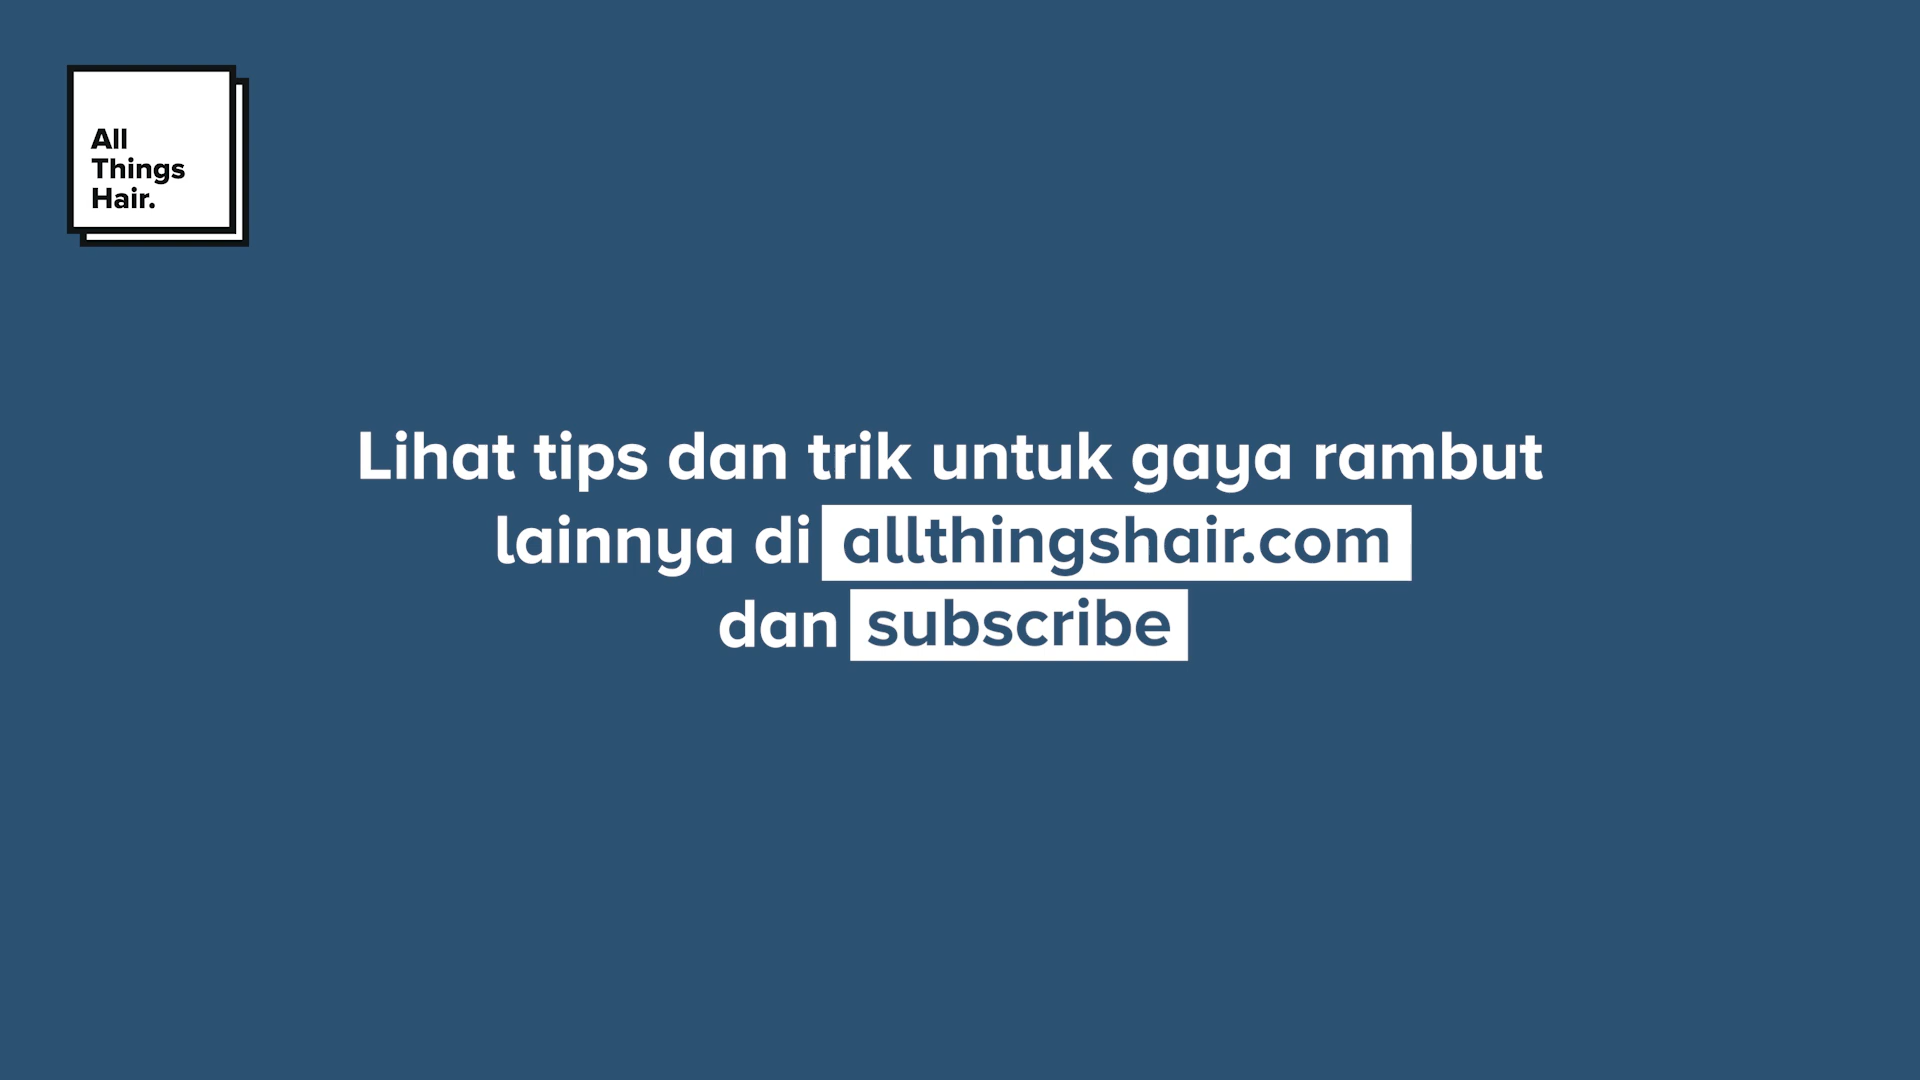 All
Things
Hair.
Lihat tips dan trik untuk gaya rambut
lainnya di allthingshair.com
dan subscribe